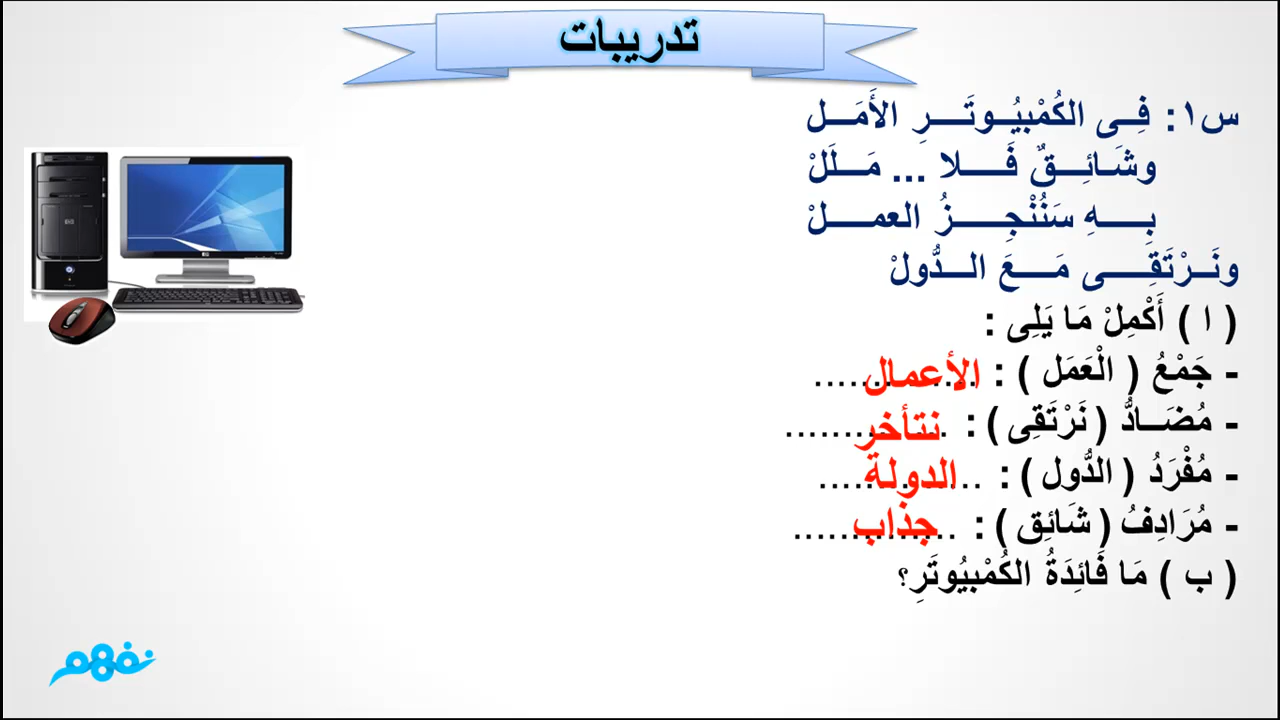 تدريبات
س١: فِـى الكُمْبيُـوتَـرِ الأَمَـل
وشَـائِـقٌ فَـلا ... مَـلَلْ
بِـهِ سَنُنْجِـزُ العمـلْ
ونَـرْتَقِـى مَـعَ الـدُّولْ
( ا ) أَكْمِلْ مَا يَلِى :
- جَمْعُ ( الْعَمَل ) : الأعمال ..............
- مُضَـادُّ ( نَرْتَقِى ) : نتأخر ..............
- مُفْرَدُ ( الدُّول ) : الدولة ..............
- مُرَادِفُ ( شَائِق ) : جذاب ..............
( ب ) مَا فَائِدَةُ الكُمْبيُوتَرِ؟
نفهم
hp